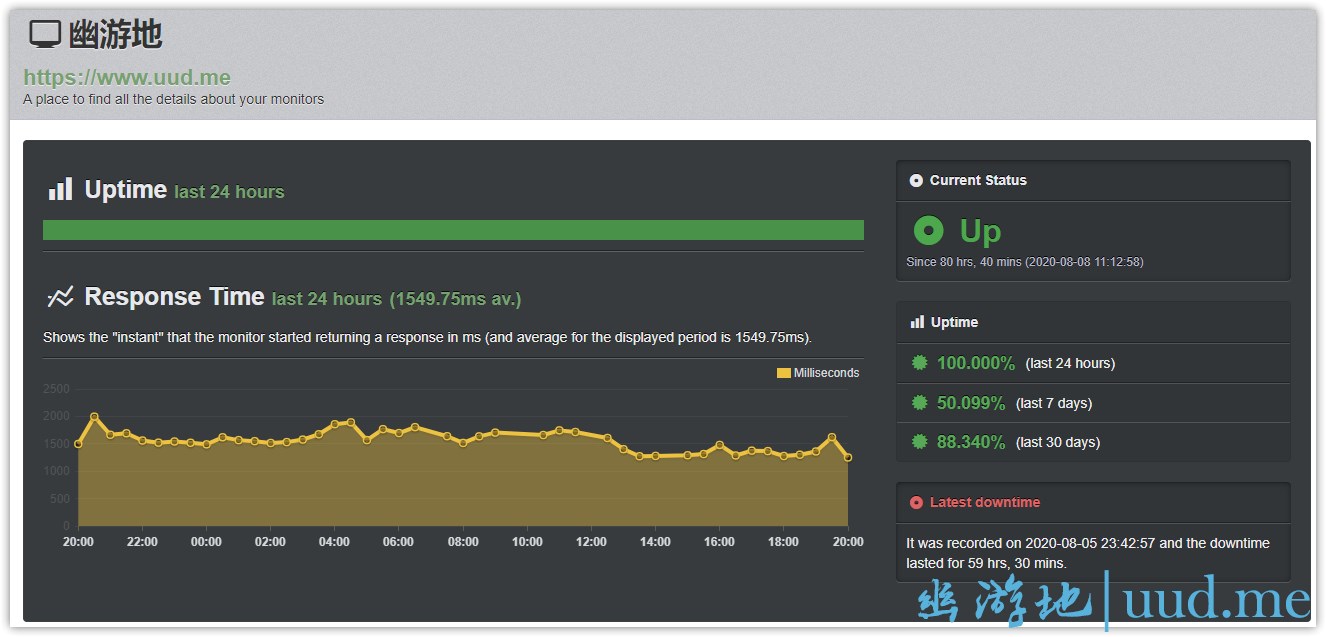 幽游地
https://www.uud.me
A place to find all the details about your monitors
Uptime last 24 hours
Response Time last 24 hours (1549.75ms av.)
Shows the "instant" that the monitor started returning a response in ms (and average for the displayed period is 1549.75ms).
Milliseconds
2500
2000
1500
1000
500
0
20:00 22:00 00:00 02:00 04:00 06:00 08:00 10:00 12:00 14:00 16:00 18:00 20:00
Current Status
Up
Since 80 hrs, 40 mins (2020-08-08 11:12:58)
Uptime
100.000% (last 24 hours)
50.099% (last 7 days)
88.340% (last 30 days)
Latest downtime
It was recorded on 2020-08-05 23:42:57 and the downtime
lasted for 59 hrs, 30 mins.
幽游地|uud.me